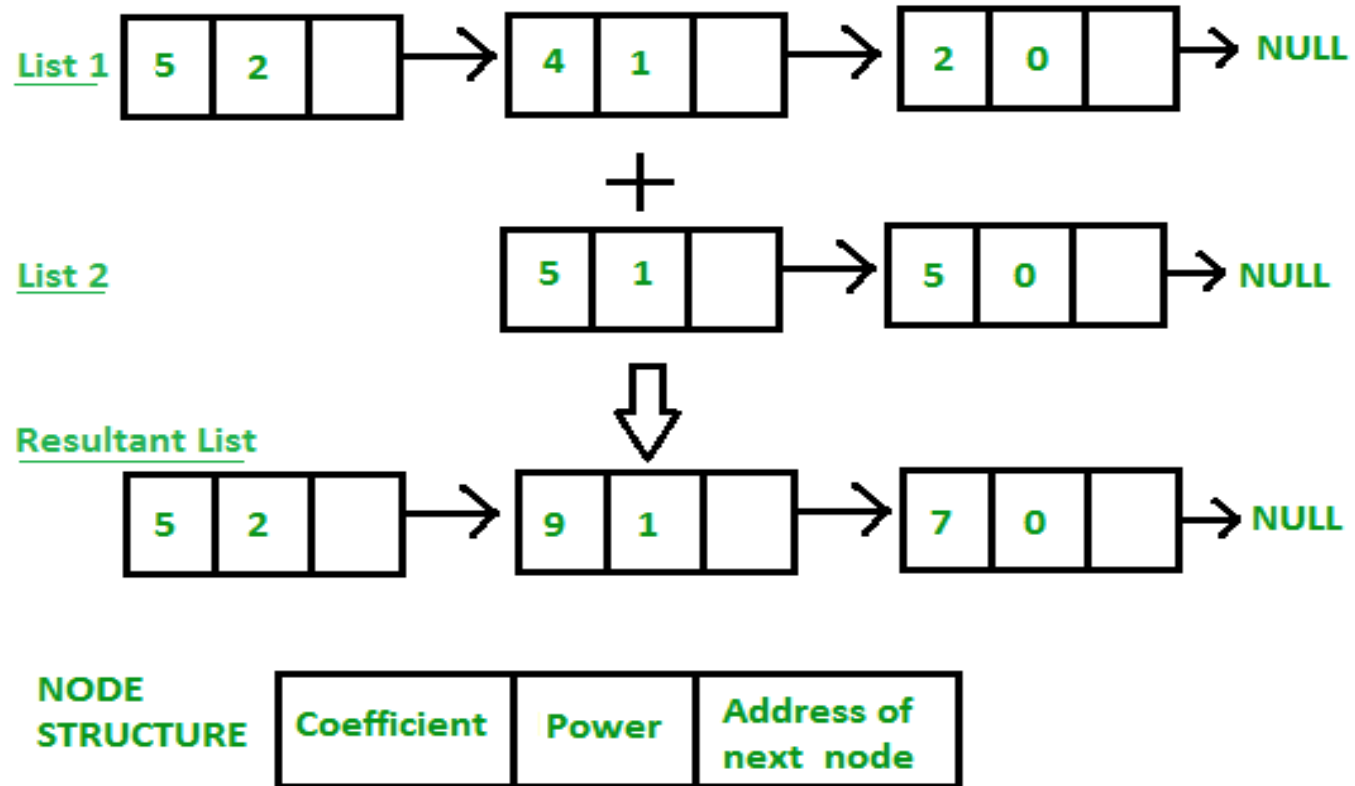 List 1 5 2 4 1 2 0 NULL
+
List 2 5 1 5 0 NULL
Resultant List
5 2 9 1 7 0 NULL
NODE STRUCTURE
Coefficient
Power
Address of
next node